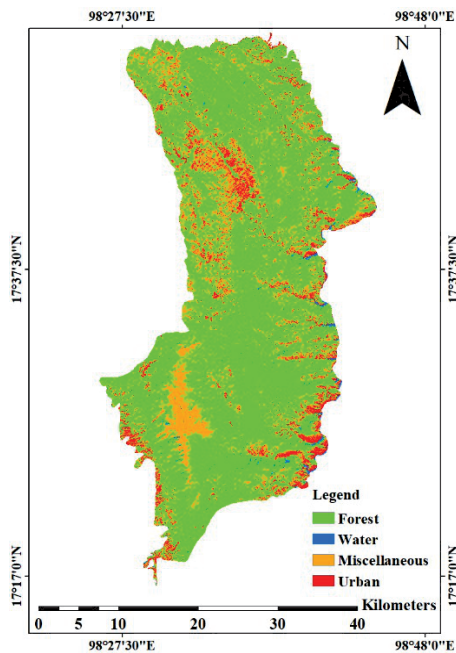 98°27'30"E 98°48'0"E
N
17°37'30"N 17°37'30"N
Legend
Forest
Water
Miscellaneous
Urban
17°17'0"N 17°17'0"N
Kilometers
0 5 10 20 30 40
98°27'30"E 98°48'0"E